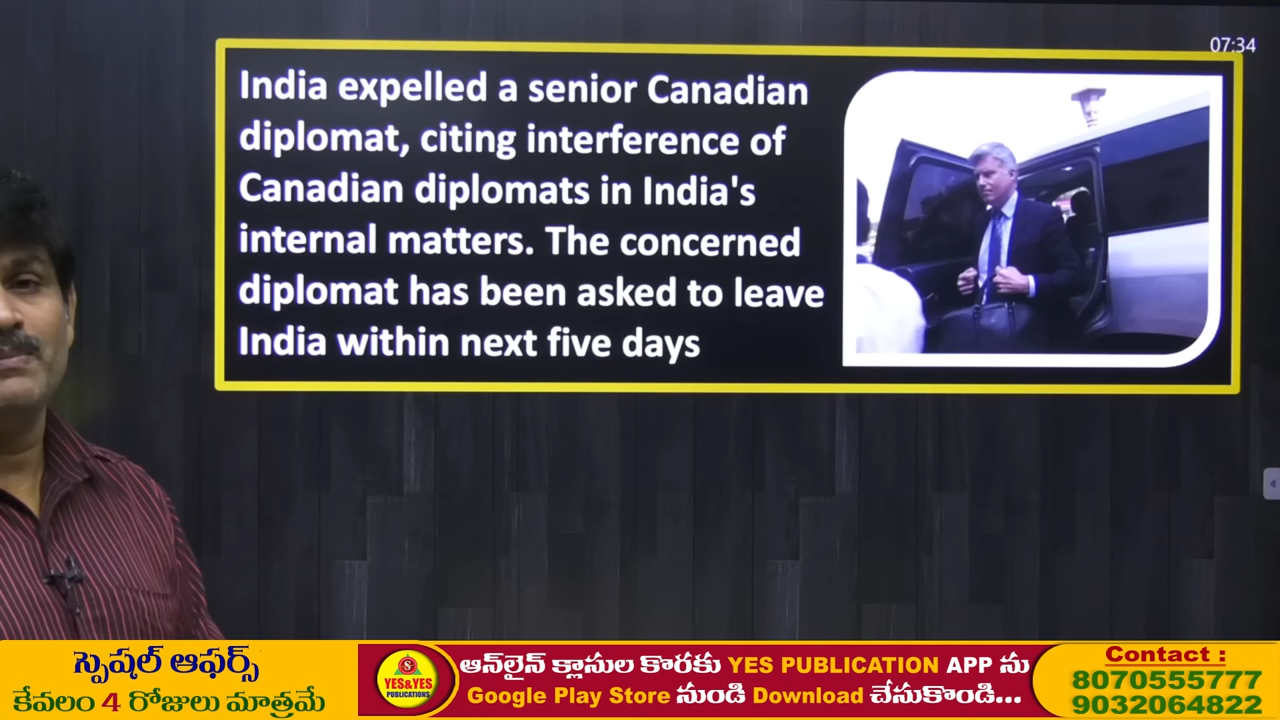 07:34
India expelled a senior Canadian
diplomat, citing interference of
Canadian diplomats in India's
internal matters. The concerned
diplomat has been asked to leave
India within next five days
స్పెషల్ ఆఫర్స్
కేవలం 4 రోజులు మాత్రమే
YES&YES
PUBLICATIONS
ఆన్‌లైన్ క్లాసుల కొరకు YES PUBLICATION APP ను
Google Play Store నుండి Download చేసుకొండి...
Contact :
8070555777
9032064822